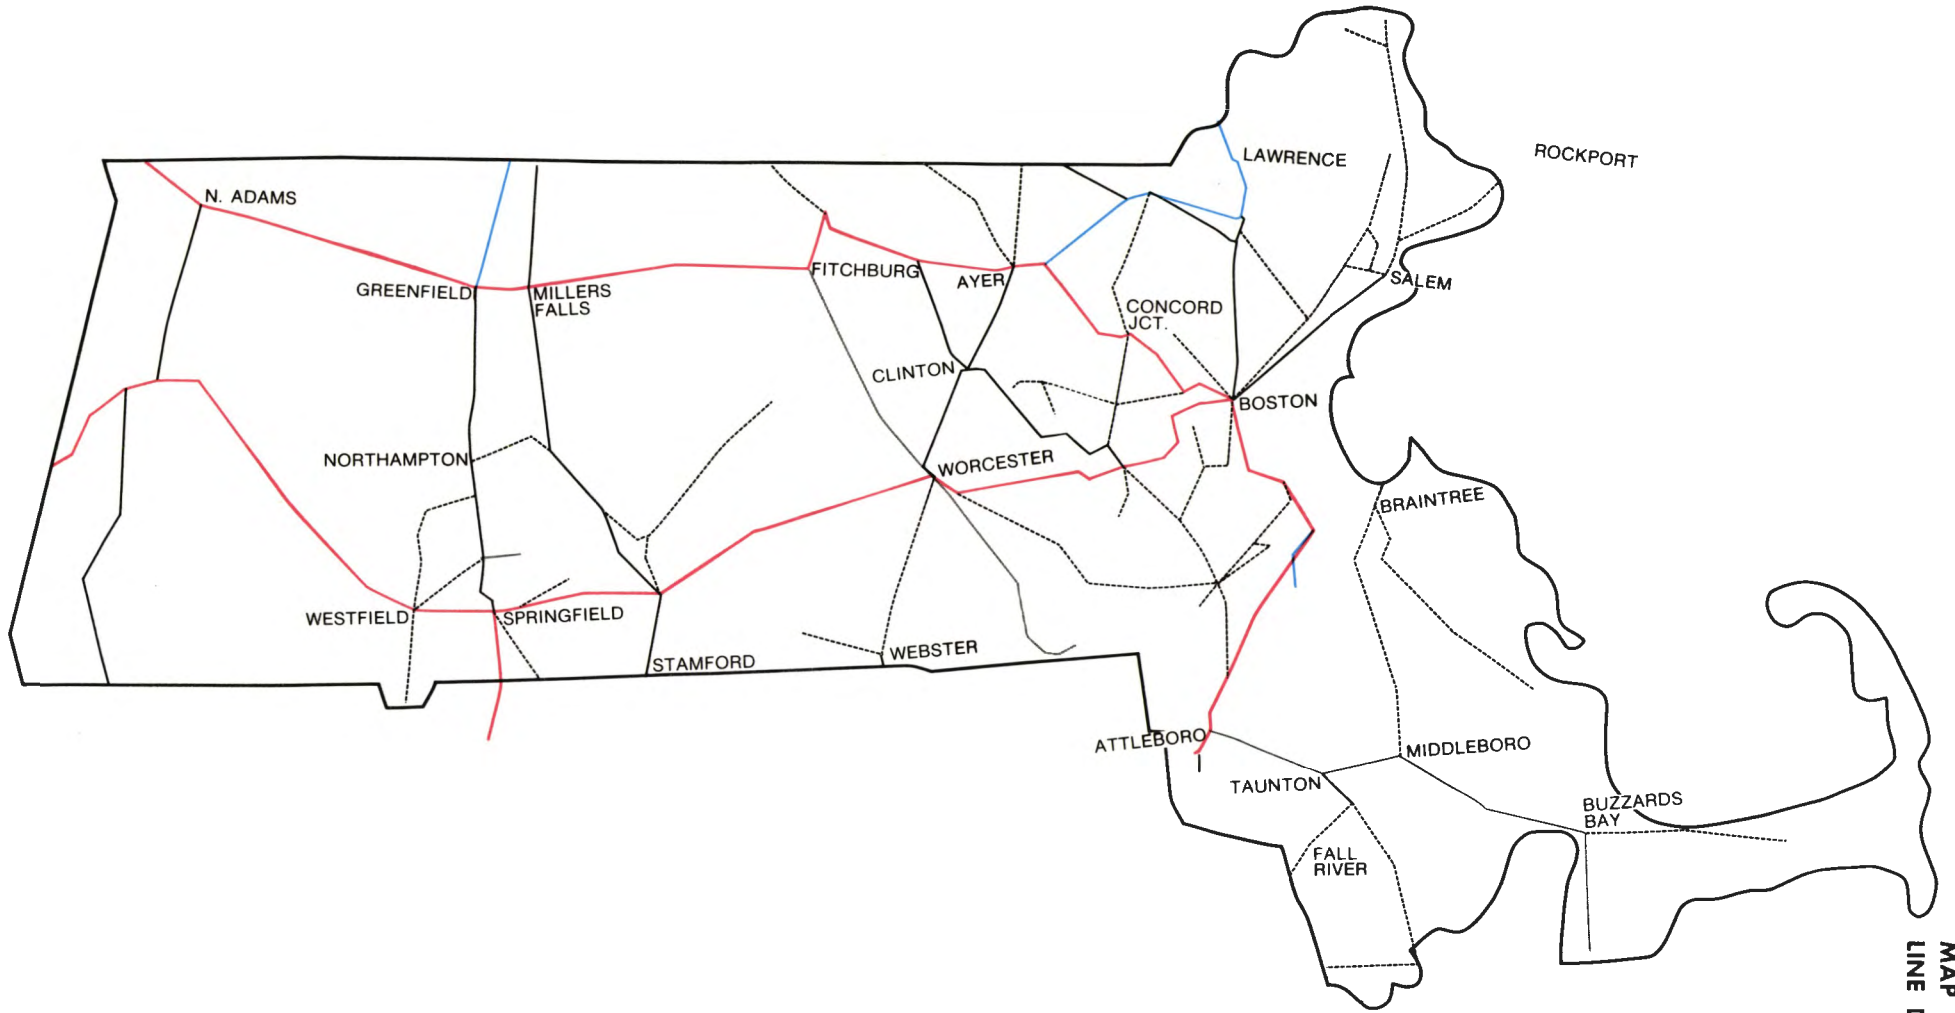 ROCKPORT
LAWRENCE
N. ADAMS
GREENFIELD
MILLERS
FALLS
FITCHBURG
AYER
SALEM
CONCORD
JCT.
CLINTON
BOSTON
NORTHAMPTON
WORCESTER
BRAINTREE
WESTFIELD
SPRINGFIELD
STAMFORD
WEBSTER
ATTLEBORO
MIDDLEBORO
TAUNTON
BUZZARDS
BAY
FALL
RIVER
MAP
LINE